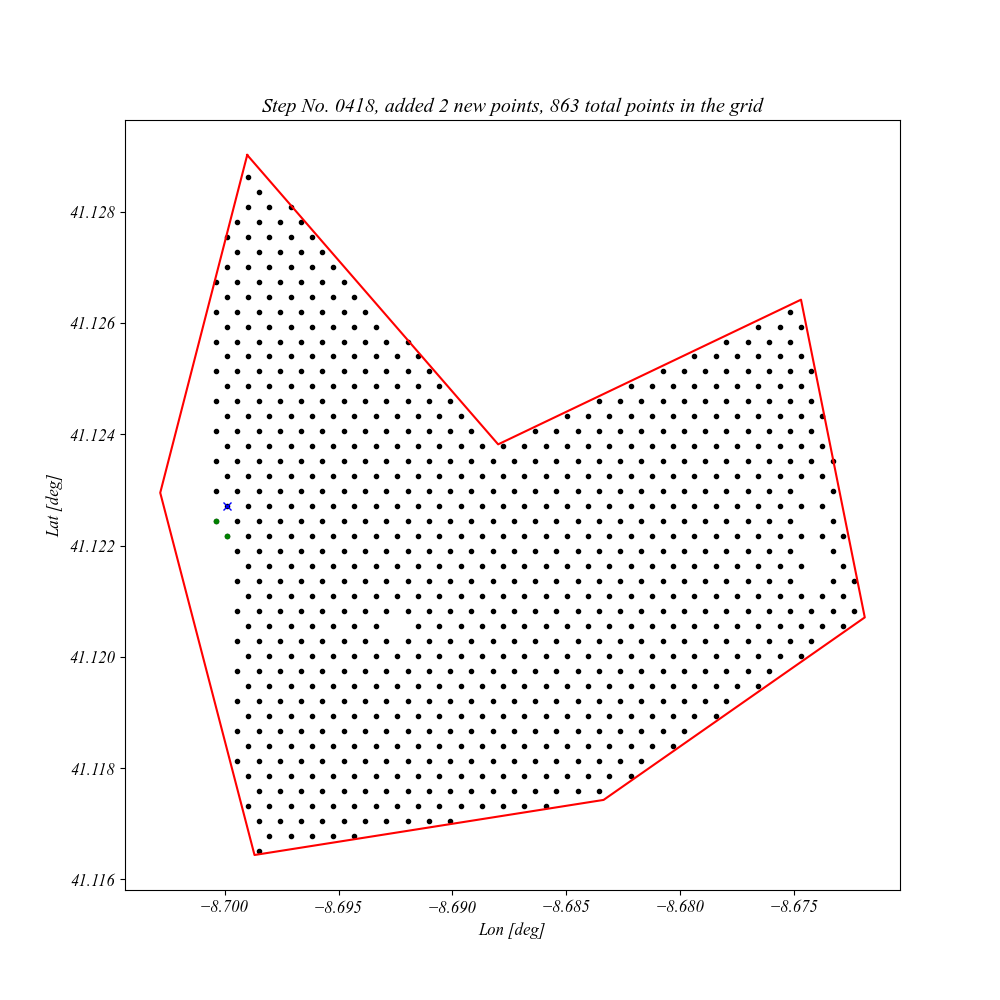 Step No. 0418, added 2 new points, 863 total points in the grid
41.128
41.126
41.124
41.122
41.120
41.118
41.116
Lat [deg]
−8.700 −8.695 −8.690 −8.685 −8.680 −8.675
Lon [deg]